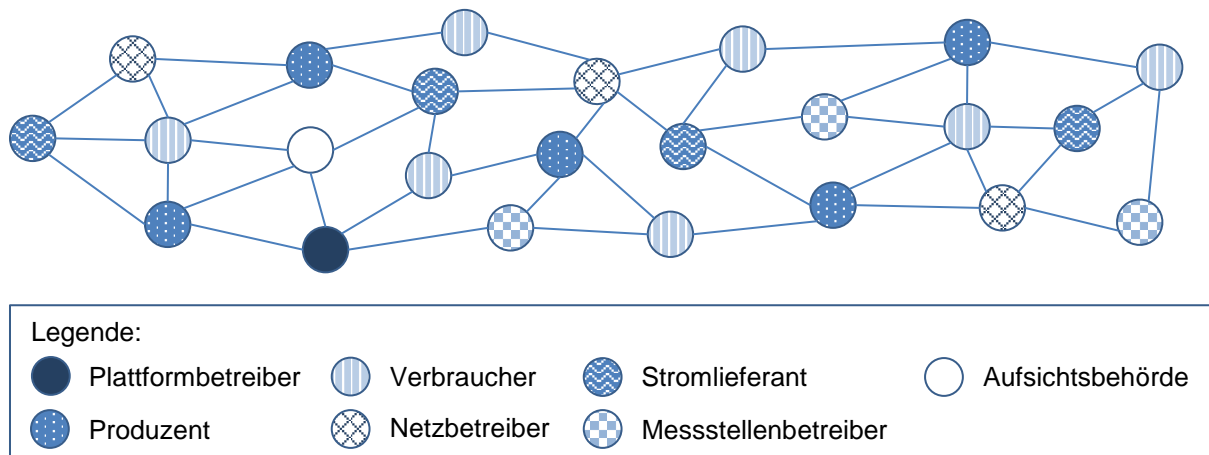 Legende:
Plattformbetreiber Verbraucher Stromlieferant Aufsichtsbehörde
Produzent Netzbetreiber Messstellenbetreiber